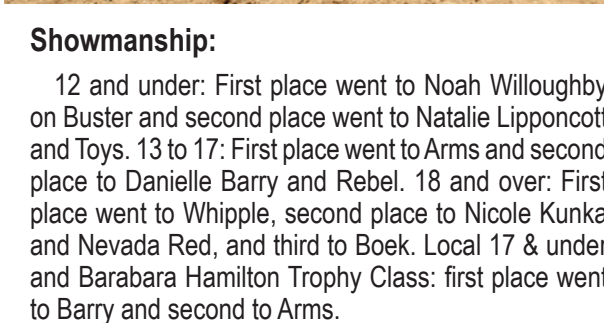 Showmanship:
12 and under: First place went to Noah Willoughby
on Buster and second place went to Natalie Lipponcott
and Toys. 13 to 17: First place went to Arms and second
place to Danielle Barry and Rebel. 18 and over: First
place went to Whipple, second place to Nicole Kunka
and Nevada Red, and third to Boek. Local 17 & under
and Barabara Hamilton Trophy Class: first place went
to Barry and second to Arms.